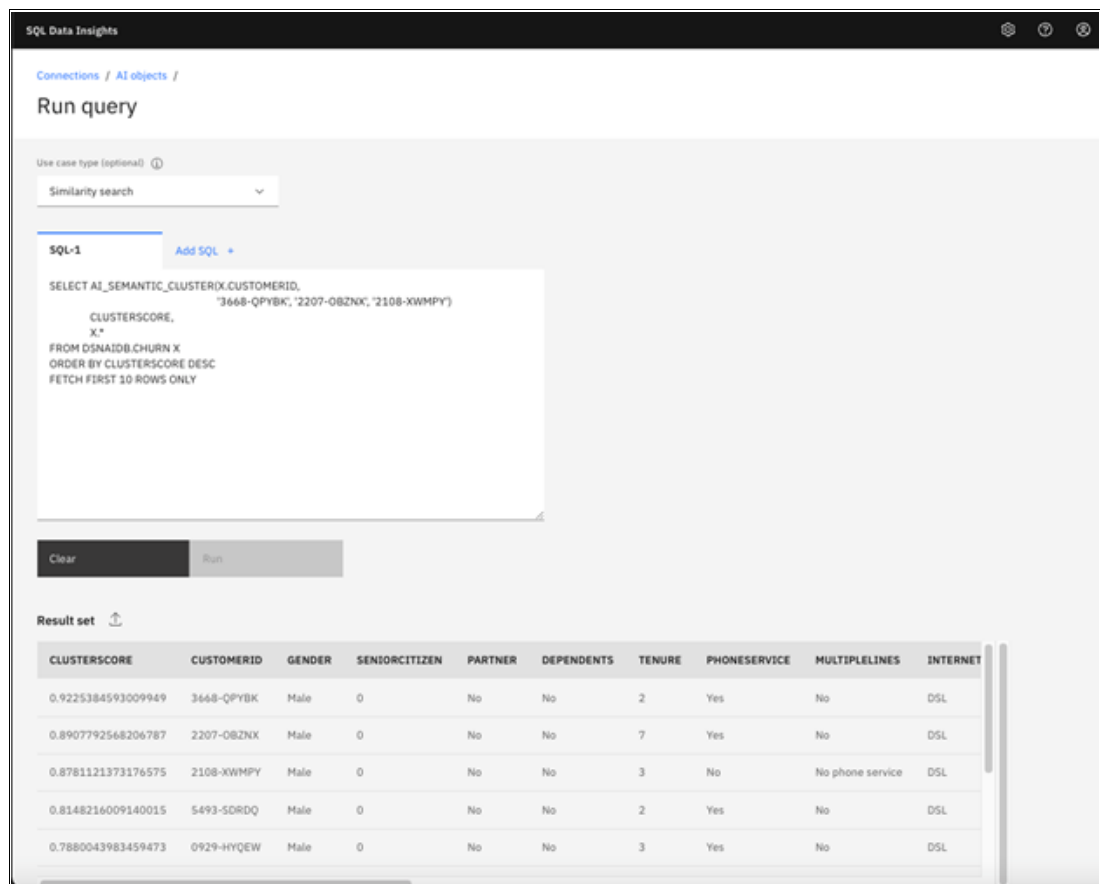 SQL Data Insights
Connections / AI objects /
Run query
Use case type (optional)
Similarity search
SQL-1 Add SQL +
SELECT AI_SEMANTIC_CLUSTER(X.CUSTOMERID,
'3668-QPYBK', '2207-OBZNX', '2108-XWMPY')
CLUSTERSCORE,
X.*
FROM DSNAIDB.CHURN X
ORDER BY CLUSTERSCORE DESC
FETCH FIRST 10 ROWS ONLY
Clear Run
Result set
CLUSTERSCORE CUSTOMERID GENDER SENIORCITIZEN PARTNER DEPENDENTS TENURE PHONESERVICE MULTIPLELINES INTERNET
0.9225384593009949 3668-QPYBK Male 0 No No 2 Yes No DSL
0.8907792568206787 2207-OBZNX Male 0 No No 7 Yes No DSL
0.8781121373176575 2108-XWMPY Male 0 No No 3 No No phone service DSL
0.8148216009140015 5493-SDRDQ Male 0 No No 2 Yes No DSL
0.7880043983459473 0929-HYQEW Male 0 No No 3 Yes No DSL